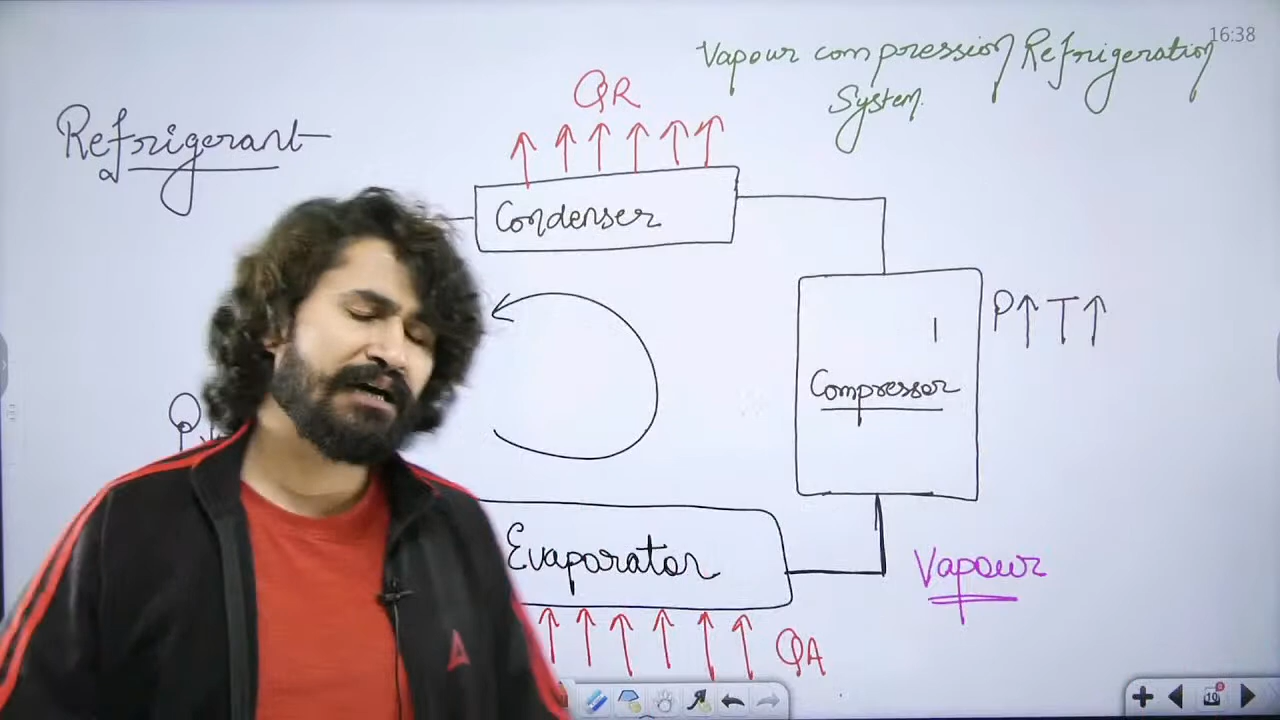 16:38
Vapour compression Refrigeration
System.
QR
Refrigerant
Condenser
P↑ T↑
Compressor
Evaporator
Vapour
QA